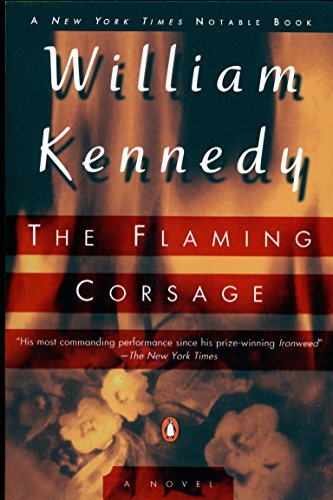 A NEW YORK TIMES NOTABLE BOOK
William
Kennedy
THE FLAMING
CORSAGE
"His most commanding performance since his prize-winning Ironweed"
—The New York Times
A NOVEL